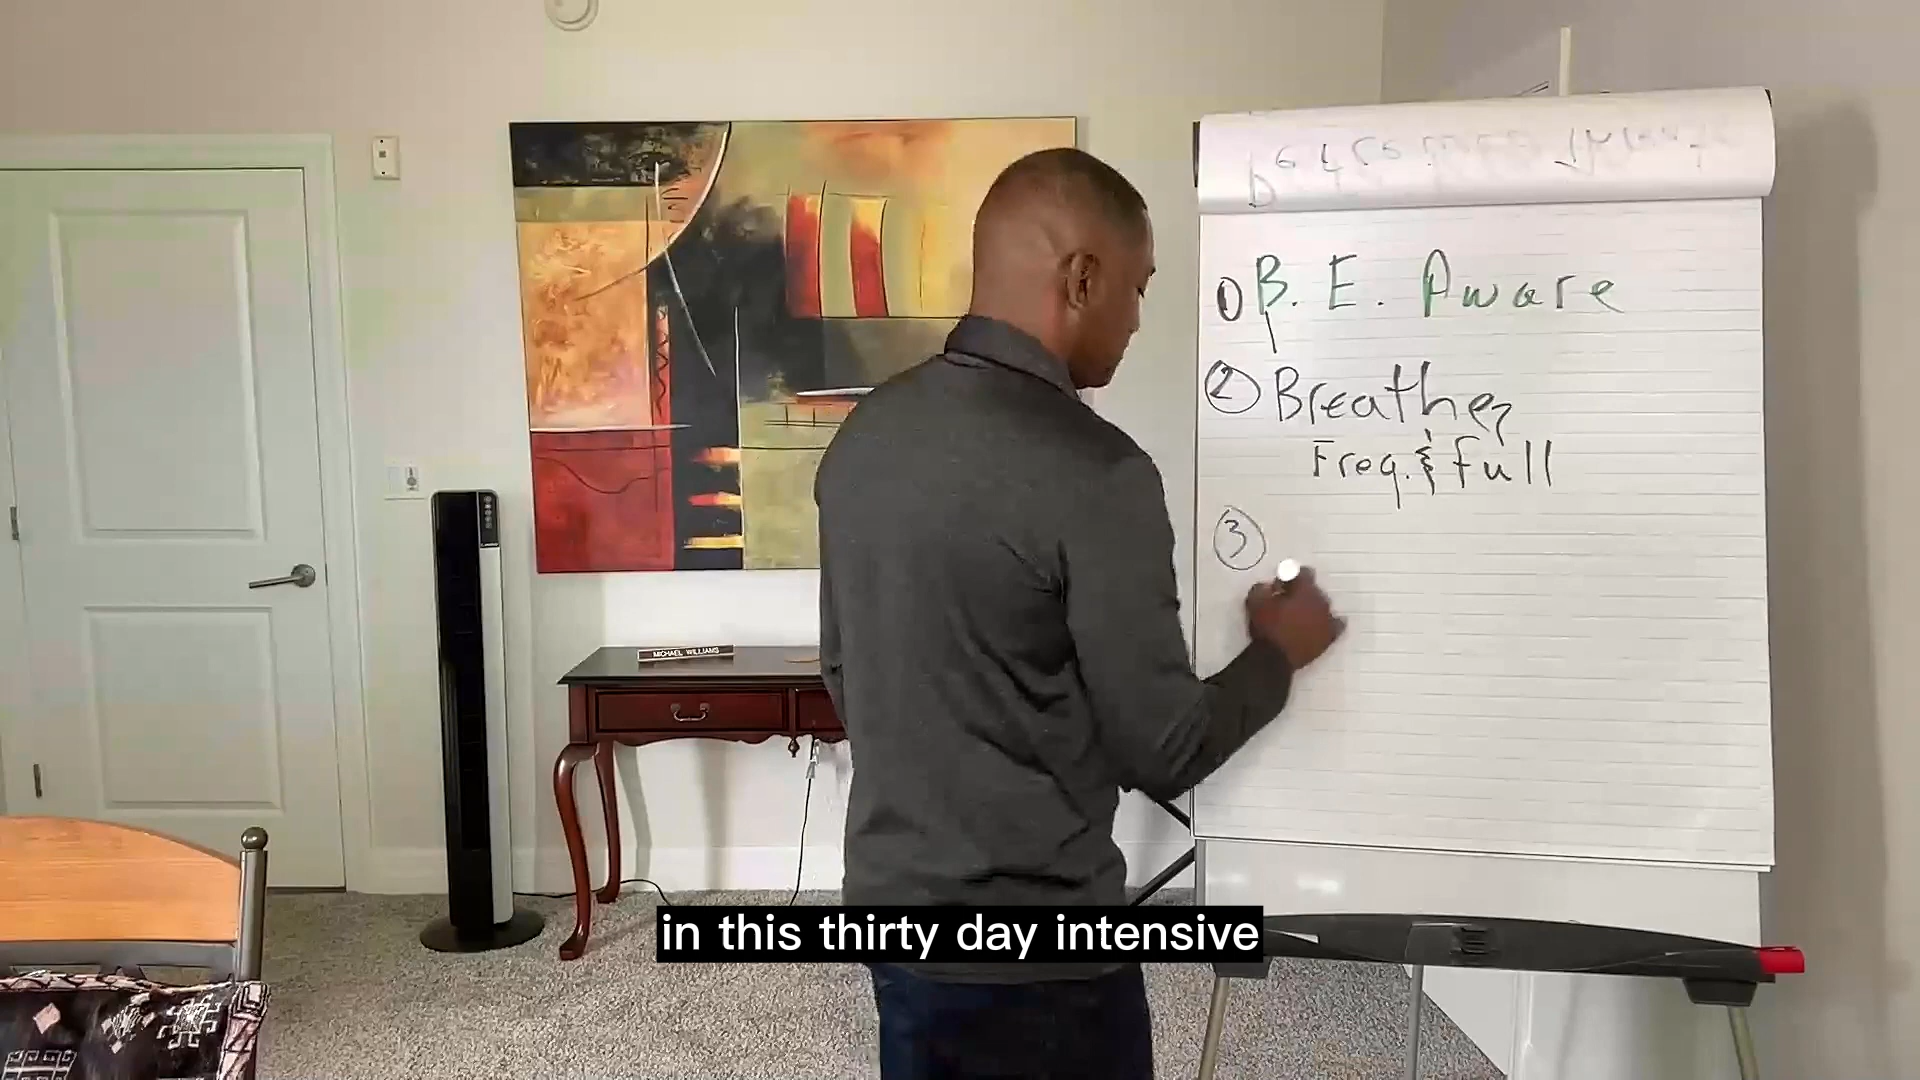 ① B. E. Aware
② Breathe,
Freq. & full
③
MICHAEL WILLIAMS
in this thirty day intensive